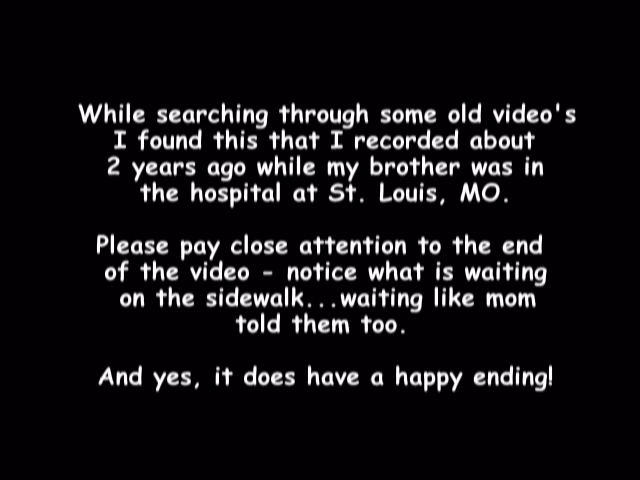 While searching through some old video's
I found this that I recorded about
2 years ago while my brother was in
the hospital at St. Louis, MO.
Please pay close attention to the end
of the video - notice what is waiting
on the sidewalk...waiting like mom
told them too.
And yes, it does have a happy ending!